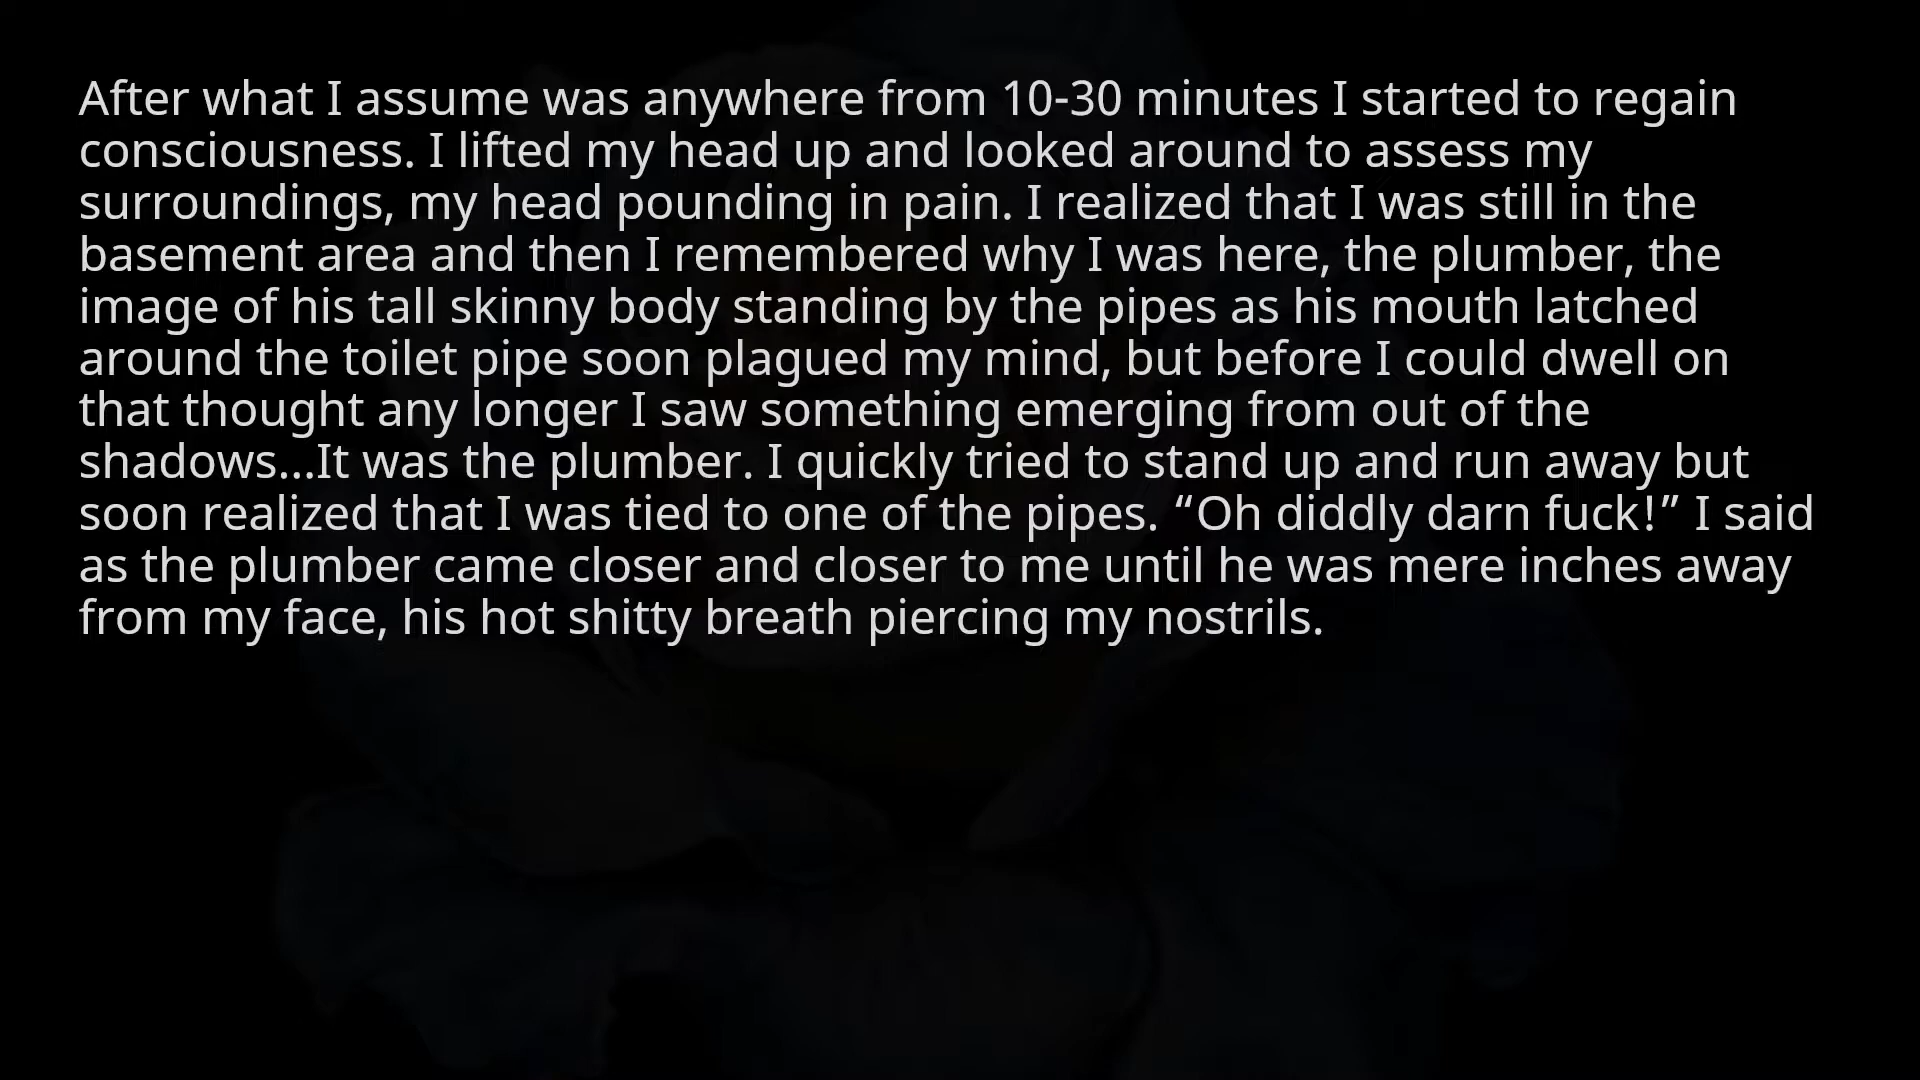 After what I assume was anywhere from 10-30 minutes I started to regain
consciousness. I lifted my head up and looked around to assess my
surroundings, my head pounding in pain. I realized that I was still in the
basement area and then I remembered why I was here, the plumber, the
image of his tall skinny body standing by the pipes as his mouth latched
around the toilet pipe soon plagued my mind, but before I could dwell on
that thought any longer I saw something emerging from out of the
shadows...It was the plumber. I quickly tried to stand up and run away but
soon realized that I was tied to one of the pipes. “Oh diddly darn fuck!” I said
as the plumber came closer and closer to me until he was mere inches away
from my face, his hot shitty breath piercing my nostrils.